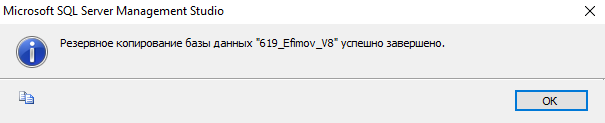 Microsoft SQL Server Management Studio
Резервное копирование базы данных "619_Efimov_V8" успешно завершено.
OK